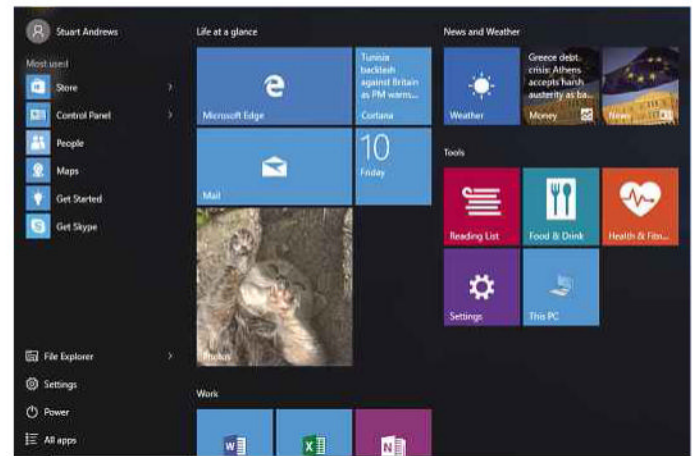 Stuart Andrews
Most used
Store
Control Panel
People
Maps
Get Started
Get Skype
File Explorer
Settings
Power
All apps
Life at a glance
Microsoft Edge
Tunisia
backlash
against Britain
as PM warns...
Cortana
Mail
10
Friday
Photos
Work
News and Weather
Weather
Greece debt
crisis: Athens
accepts harsh
austerity as ba...
Money
News
Tools
Reading List
Food & Drink
Health & Fitn...
Settings
This PC